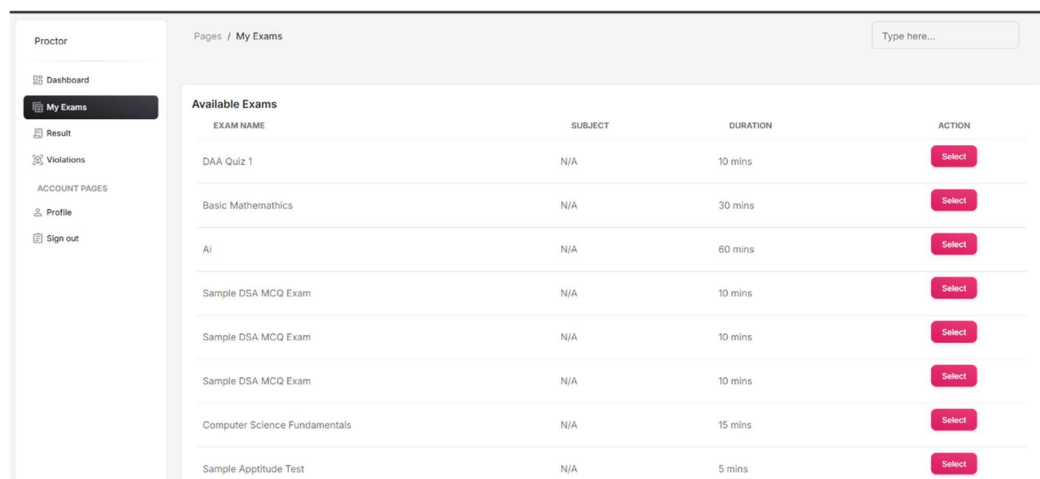 Proctor
Dashboard
My Exams
Result
Violations
ACCOUNT PAGES
Profile
Sign out
Pages / My Exams
Type here...
Available Exams
EXAM NAME SUBJECT DURATION ACTION
DAA Quiz 1 N/A 10 mins Select
Basic Mathemathics N/A 30 mins Select
Ai N/A 60 mins Select
Sample DSA MCQ Exam N/A 10 mins Select
Sample DSA MCQ Exam N/A 10 mins Select
Sample DSA MCQ Exam N/A 10 mins Select
Computer Science Fundamentals N/A 15 mins Select
Sample Apptitude Test N/A 5 mins Select